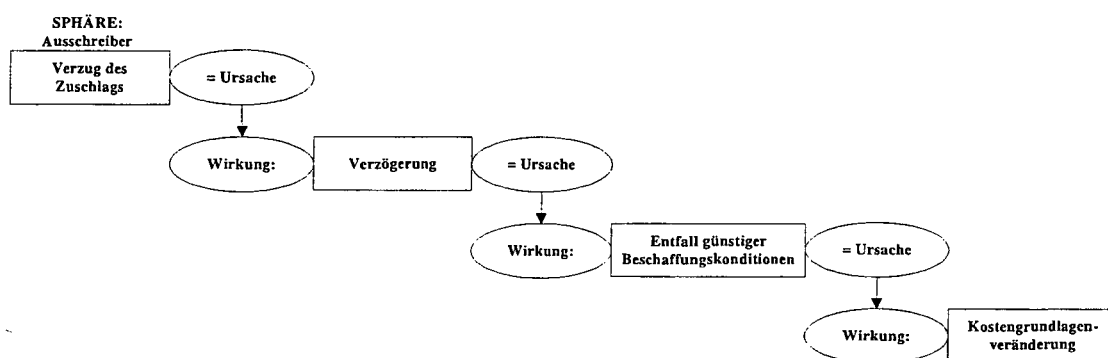 SPHÄRE:
Ausschreiber
Verzug des
Zuschlags
= Ursache
Wirkung:
Verzögerung
= Ursache
Wirkung:
Entfall günstiger
Beschaffungskonditionen
= Ursache
Wirkung:
Kostengrundlagen-
veränderung